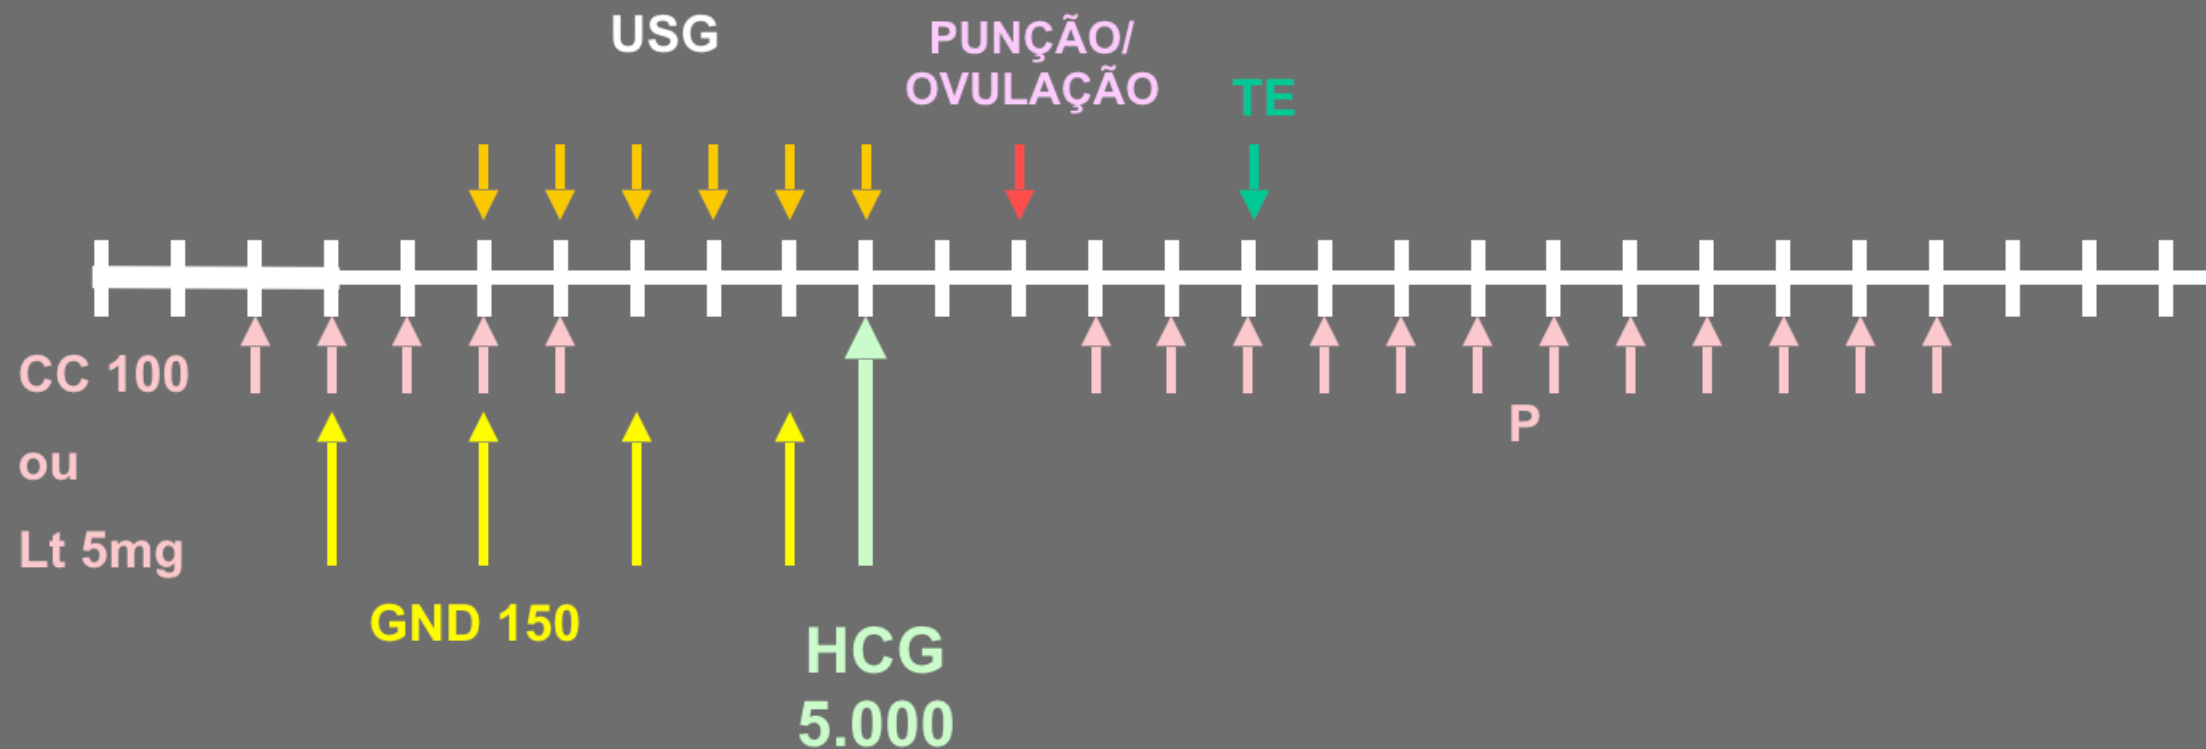 USG
PUNÇÃO/
OVULAÇÃO
TE
CC 100
ou
Lt 5mg
P
GND 150
HCG
5.000